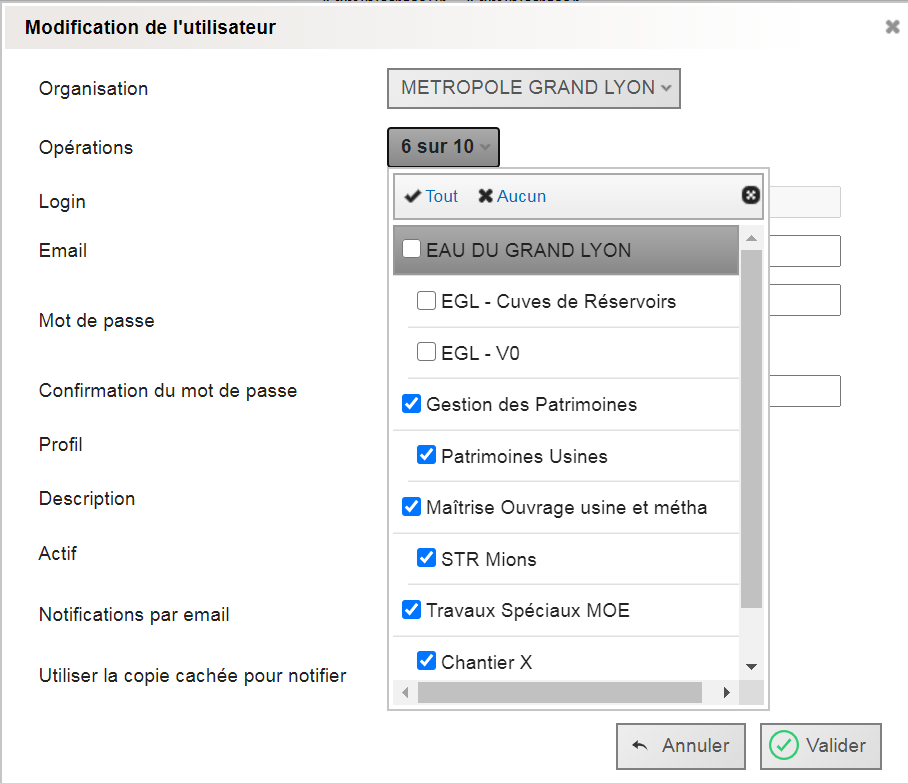 Modification de l'utilisateur
Organisation
METROPOLE GRAND LYON
Opérations
6 sur 10
Tout
Aucun
Login
EAU DU GRAND LYON
Email
EGL - Cuves de Réservoirs
Mot de passe
EGL - V0
Confirmation du mot de passe
Gestion des Patrimoines
Profil
Patrimoines Usines
Description
Maîtrise Ouvrage usine et métha
Actif
STR Mions
Notifications par email
Travaux Spéciaux MOE
Utiliser la copie cachée pour notifier
Chantier X
Annuler
Valider